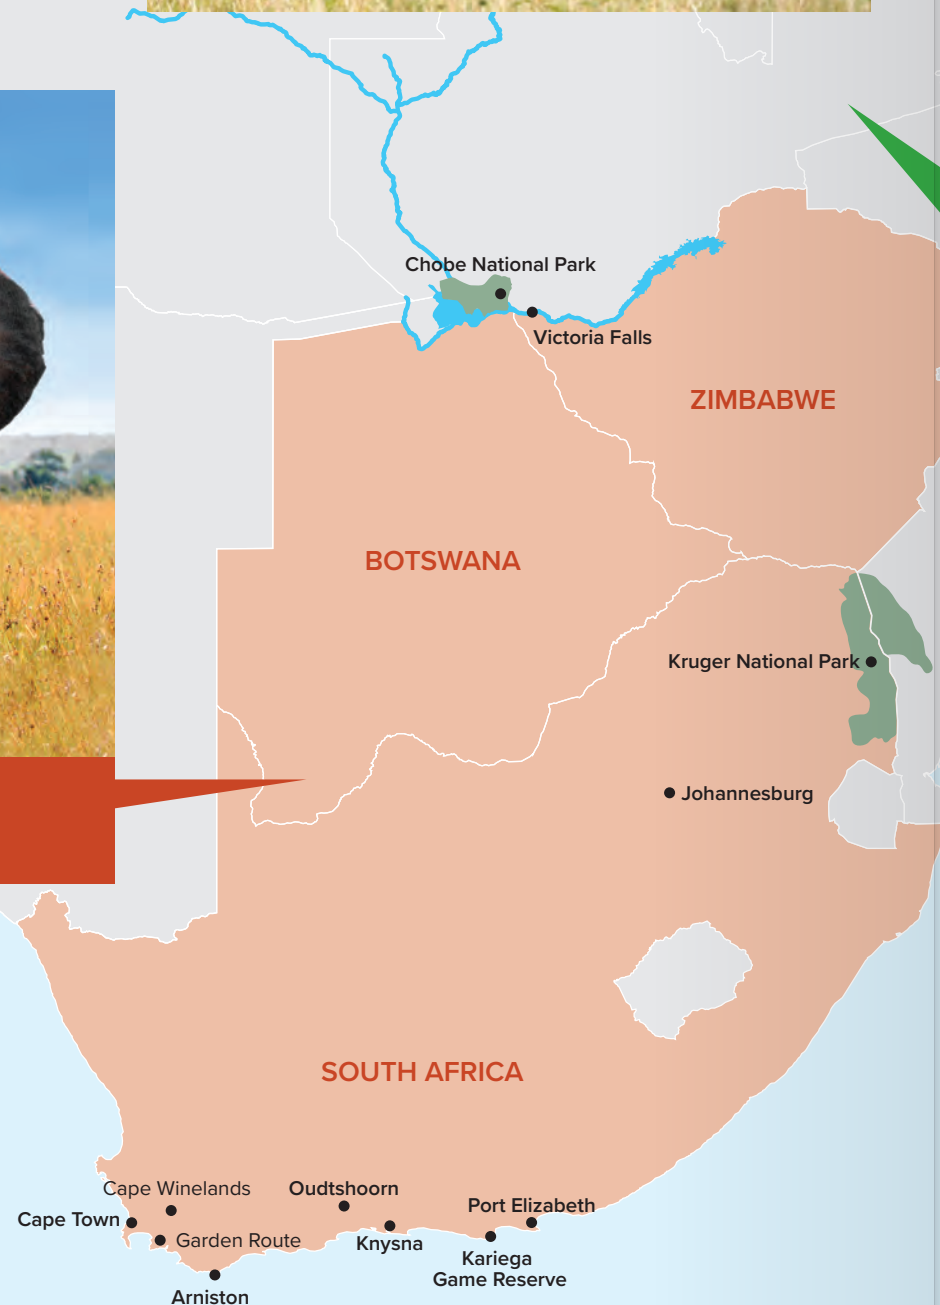 Chobe National Park
Victoria Falls
ZIMBABWE
BOTSWANA
Kruger National Park
Johannesburg
SOUTH AFRICA
Cape Winelands
Oudtshoorn
Port Elizabeth
Cape Town
Garden Route
Knysna
Kariega
Game Reserve
Arniston